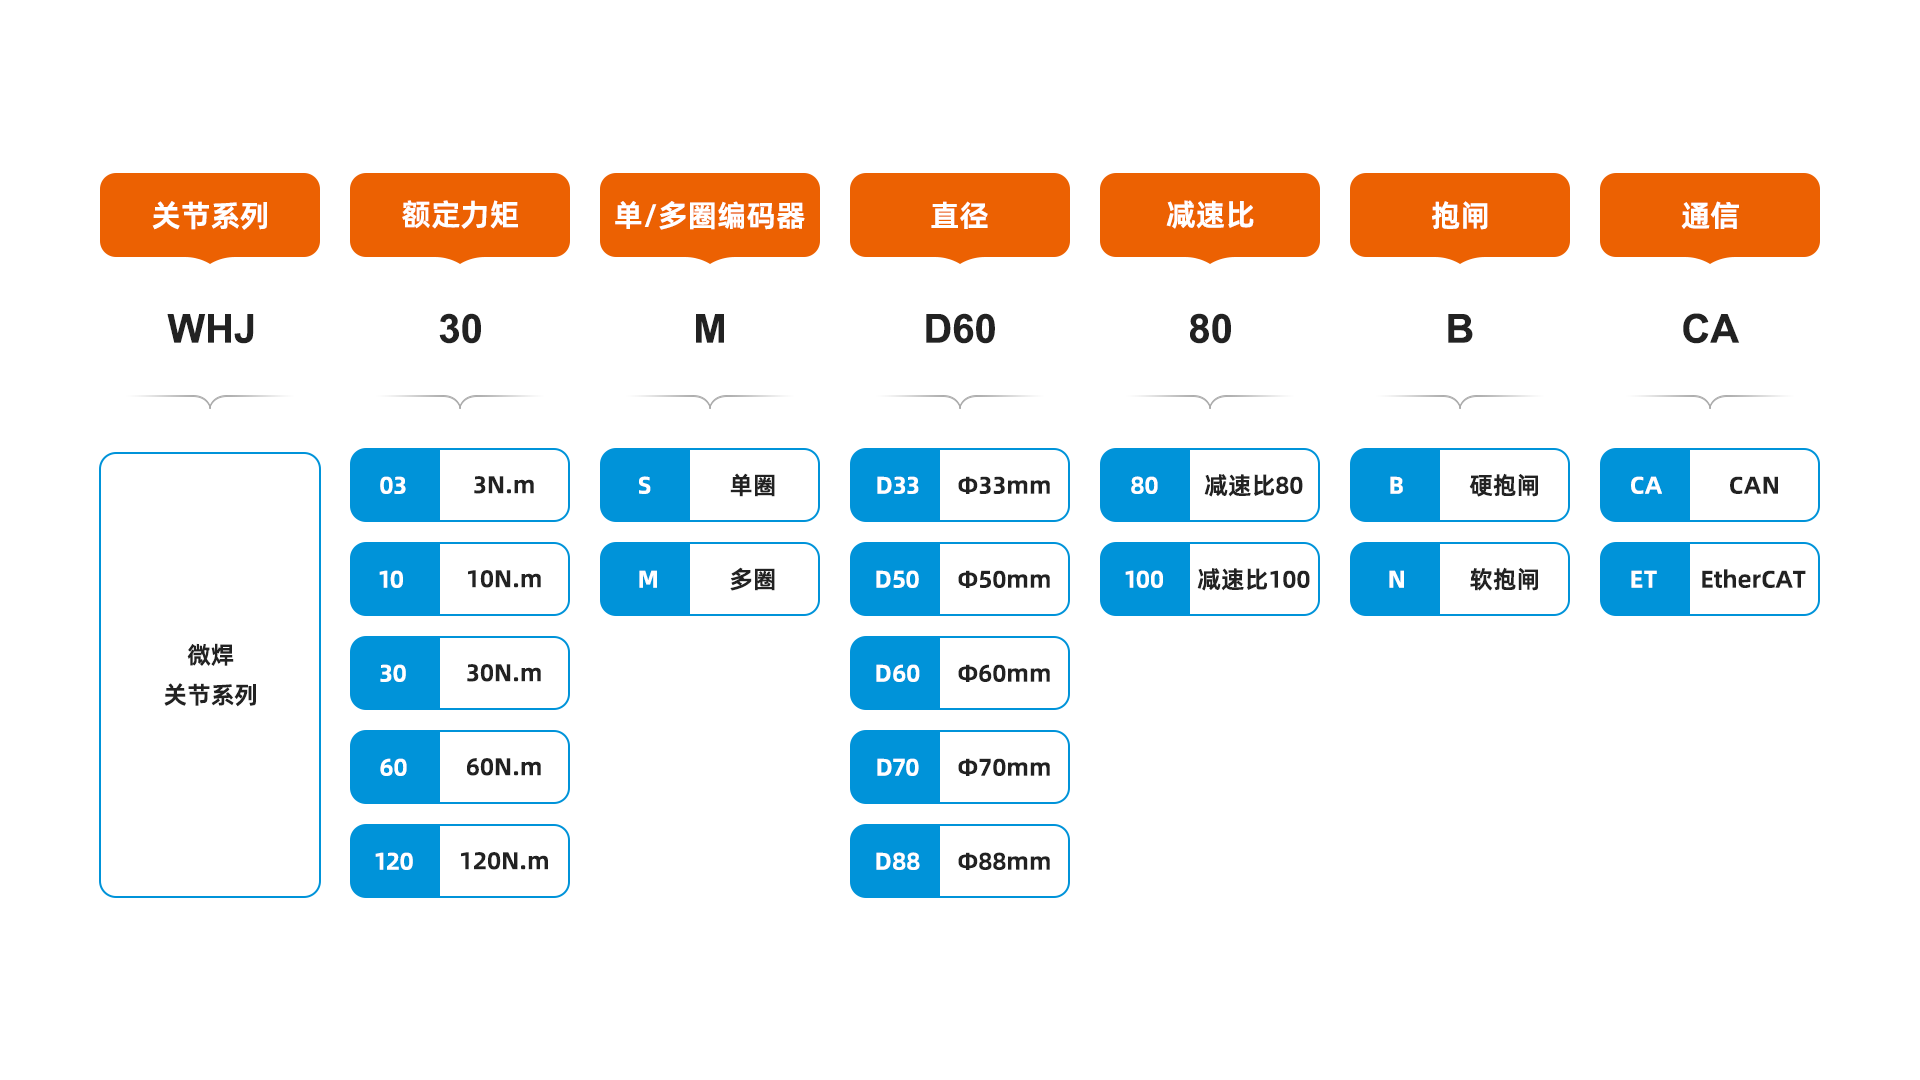 关节系列
额定力矩
单/多圈编码器
直径
减速比
抱闸
通信
WHJ
30
M
D60
80
B
CA
微焊
关节系列
03
3N.m
10
10N.m
30
30N.m
60
60N.m
120
120N.m
S
单圈
M
多圈
D33
Φ33mm
D50
Φ50mm
D60
Φ60mm
D70
Φ70mm
D88
Φ88mm
80
减速比80
100
减速比100
B
硬抱闸
N
软抱闸
CA
CAN
ET
EtherCAT